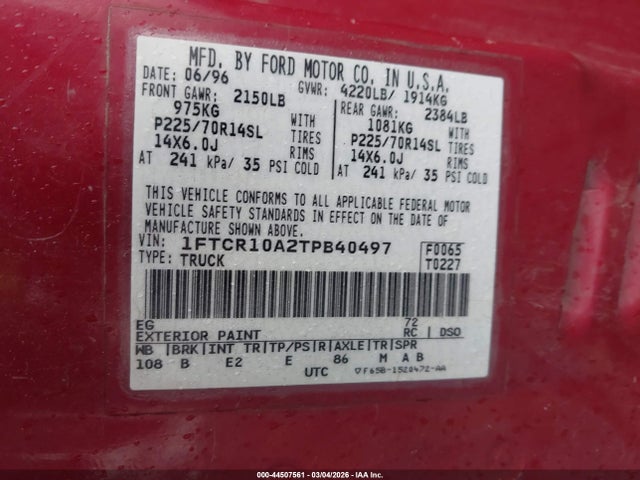 MFD. BY FORD MOTOR CO. IN U.S.A.
DATE: 06/96 GVWR: 4220LB/ 1914KG
FRONT GAWR: 2150LB REAR GAWR: 2384LB
975KG WITH 1081KG WITH
P225/70R14SL TIRES P225/70R14SL TIRES
14X6.0J RIMS 14X6.0J RIMS
AT 241 kPa/ 35 PSI COLD AT 241 kPa/ 35 PSI COLD
THIS VEHICLE CONFORMS TO ALL APPLICABLE FEDERAL MOTOR
VEHICLE SAFETY STANDARDS IN EFFECT ON THE DATE OF
MANUFACTURE SHOWN ABOVE.
VIN: 1FTCR10A2TPB40497 F0065
TYPE: TRUCK T0227
EG 72
EXTERIOR PAINT RC | DSO
WB |BRK|INT TR|TP/PS|R|AXLE|TR|SPR
108 B E2 E 86 M A B
UTC F65B-1520472-AA
000-44507561 - 03/04/2026 - IAA Inc.